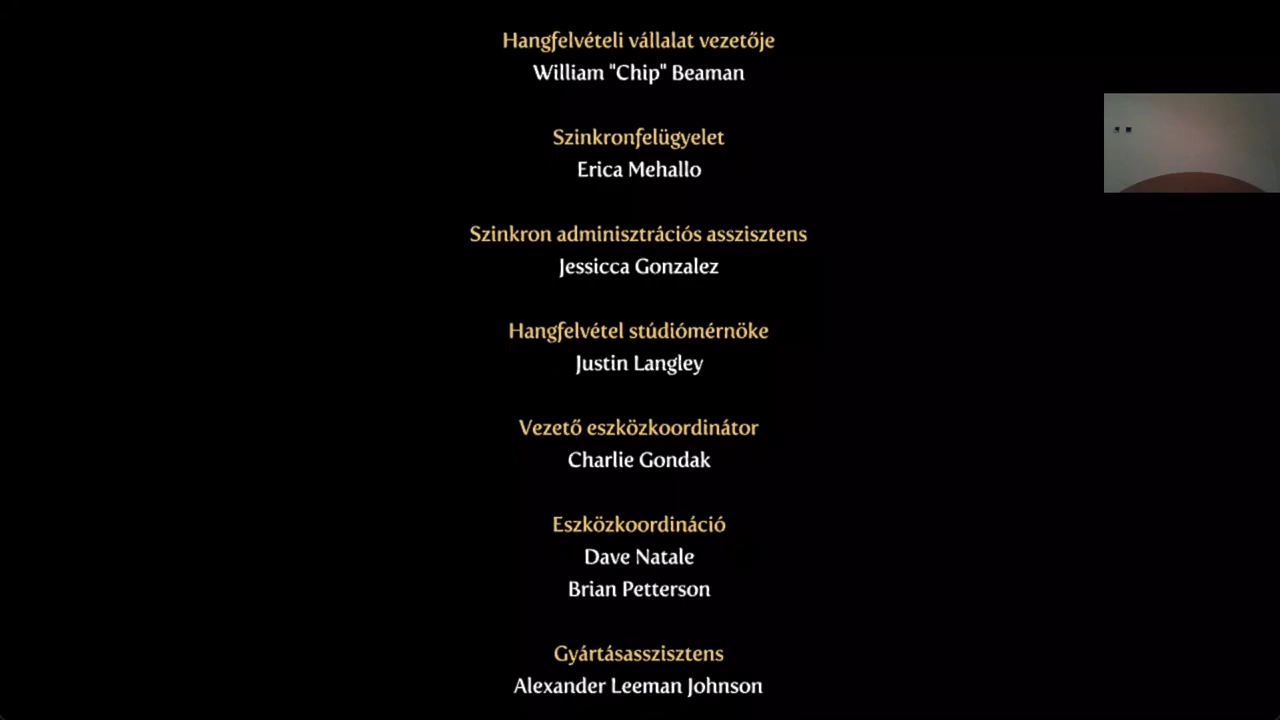 Hangfelvételi vállalat vezetője
William "Chip" Beaman
Szinkronfelügyelet
Erica Mehallo
Szinkron adminisztrációs asszisztens
Jessicca Gonzalez
Hangfelvétel stúdiómérnöke
Justin Langley
Vezető eszközkoordinátor
Charlie Gondak
Eszközkoordináció
Dave Natale
Brian Petterson
Gyártásasszisztens
Alexander Leeman Johnson